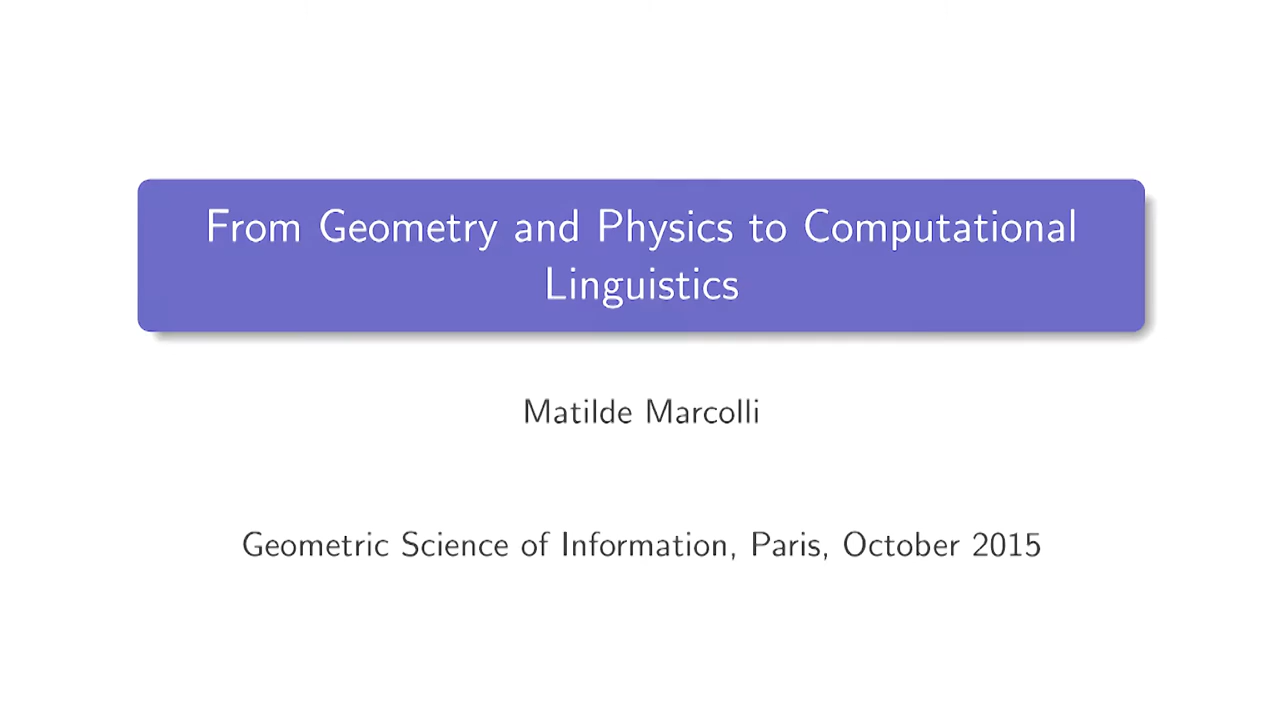 From Geometry and Physics to Computational
Linguistics
Matilde Marcolli
Geometric Science of Information, Paris, October 2015